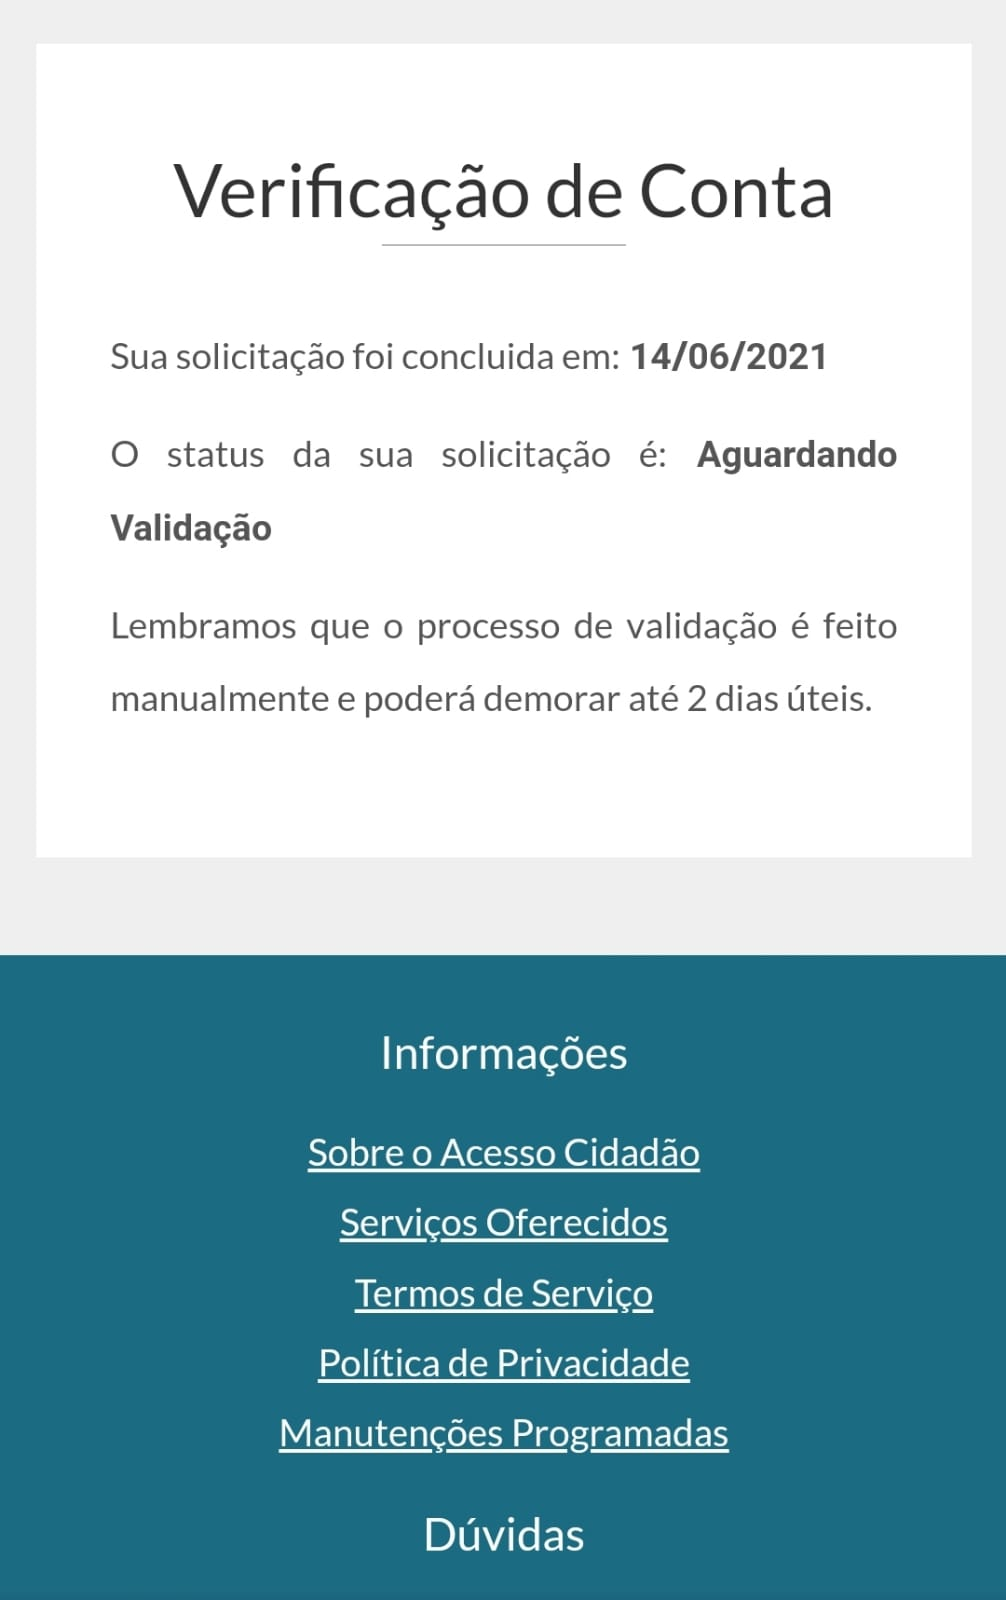 Verificação de Conta
Sua solicitação foi concluida em: 14/06/2021
O status da sua solicitação é: Aguardando
Validação
Lembramos que o processo de validação é feito
manualmente e poderá demorar até 2 dias úteis.
Informações
Sobre o Acesso Cidadão
Serviços Oferecidos
Termos de Serviço
Política de Privacidade
Manutenções Programadas
Dúvidas